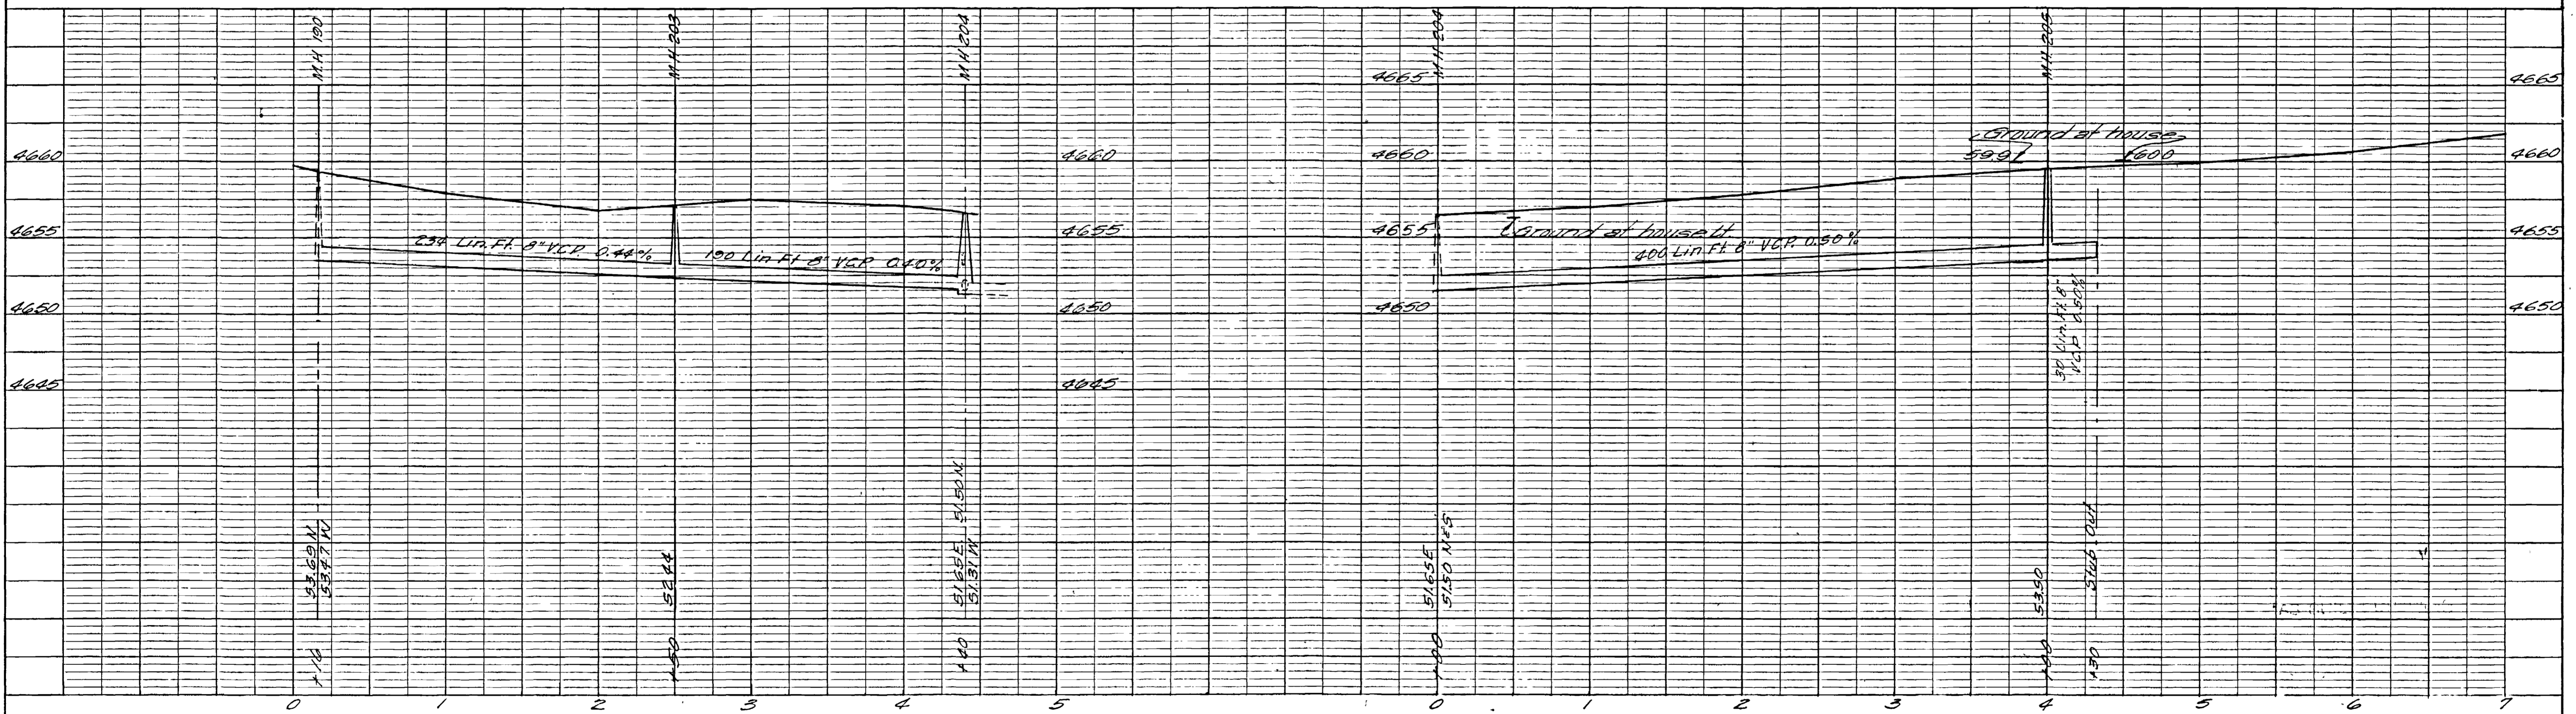 M.H. 190
M.H. 203
M.H. 204
M.H. 204
M.H. 205
4665
4665
Ground at house
59.91
600
4660
4660
4660
4660
4655
4655
4655
4655
234 Lin. Ft. 8" V.C.P. 0.44%
190 Lin Ft 8" V.C.P. 0.40%
Ground at house Lt
400 Lin Ft. 8" V.C.P. 0.50%
30 Lin. Ft. 8"
V.C.P. 0.50%
4650
4650
4650
4650
4645
4645
53.69 N
53.47 W
52.44
51.65 E 51.50 N.
51.31 W
51.65 E
51.50 N & S
53.50
Stub-Out
+16
+50
+40
+00
+00
+30
0 1 2 3 4 5 0 1 2 3 4 5 6 7